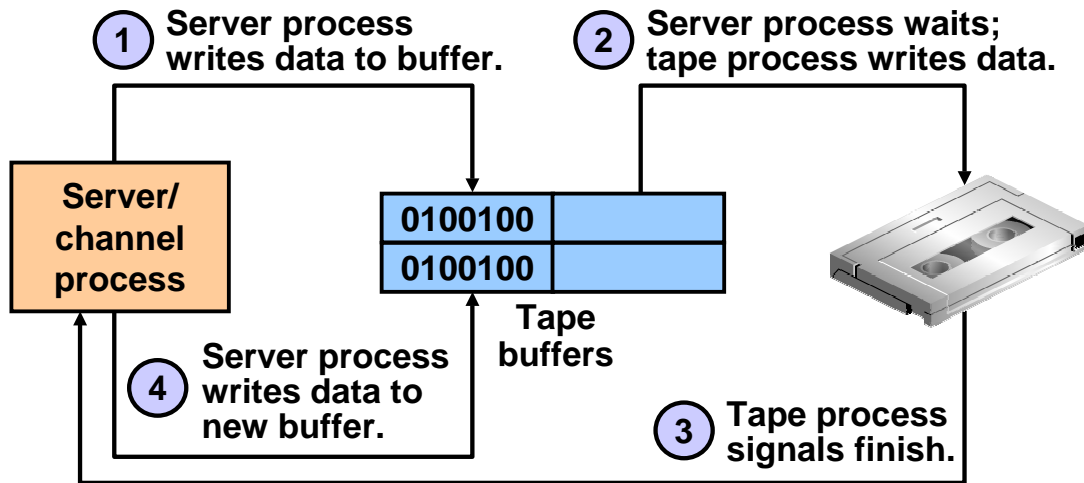 1
Server process
writes data to buffer.
2
Server process waits;
tape process writes data.
Server/
channel
process
0100100
0100100
Tape
buffers
4
Server process
writes data to
new buffer.
3
Tape process
signals finish.